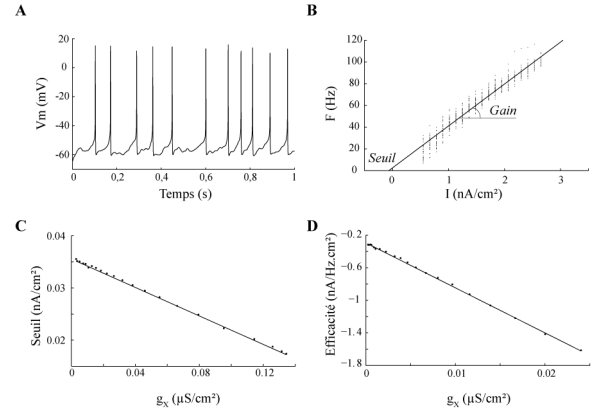 A
20
0
-20
-40
-60
Vm (mV)
0
0,2
0,4
0,6
0,8
1
Temps (s)
B
120
100
80
60
40
20
0
F (Hz)
Gain
Seuil
0
1
2
3
I (nA/cm²)
C
0.04
0.03
0.02
Seuil (nA/cm²)
0
0.04
0.08
0.12
gX (µS/cm²)
D
−0.2
−0.6
−1
−1.4
−1.8
Efficacité (nA/Hz.cm²)
0
0.01
0.02
gX (µS/cm²)